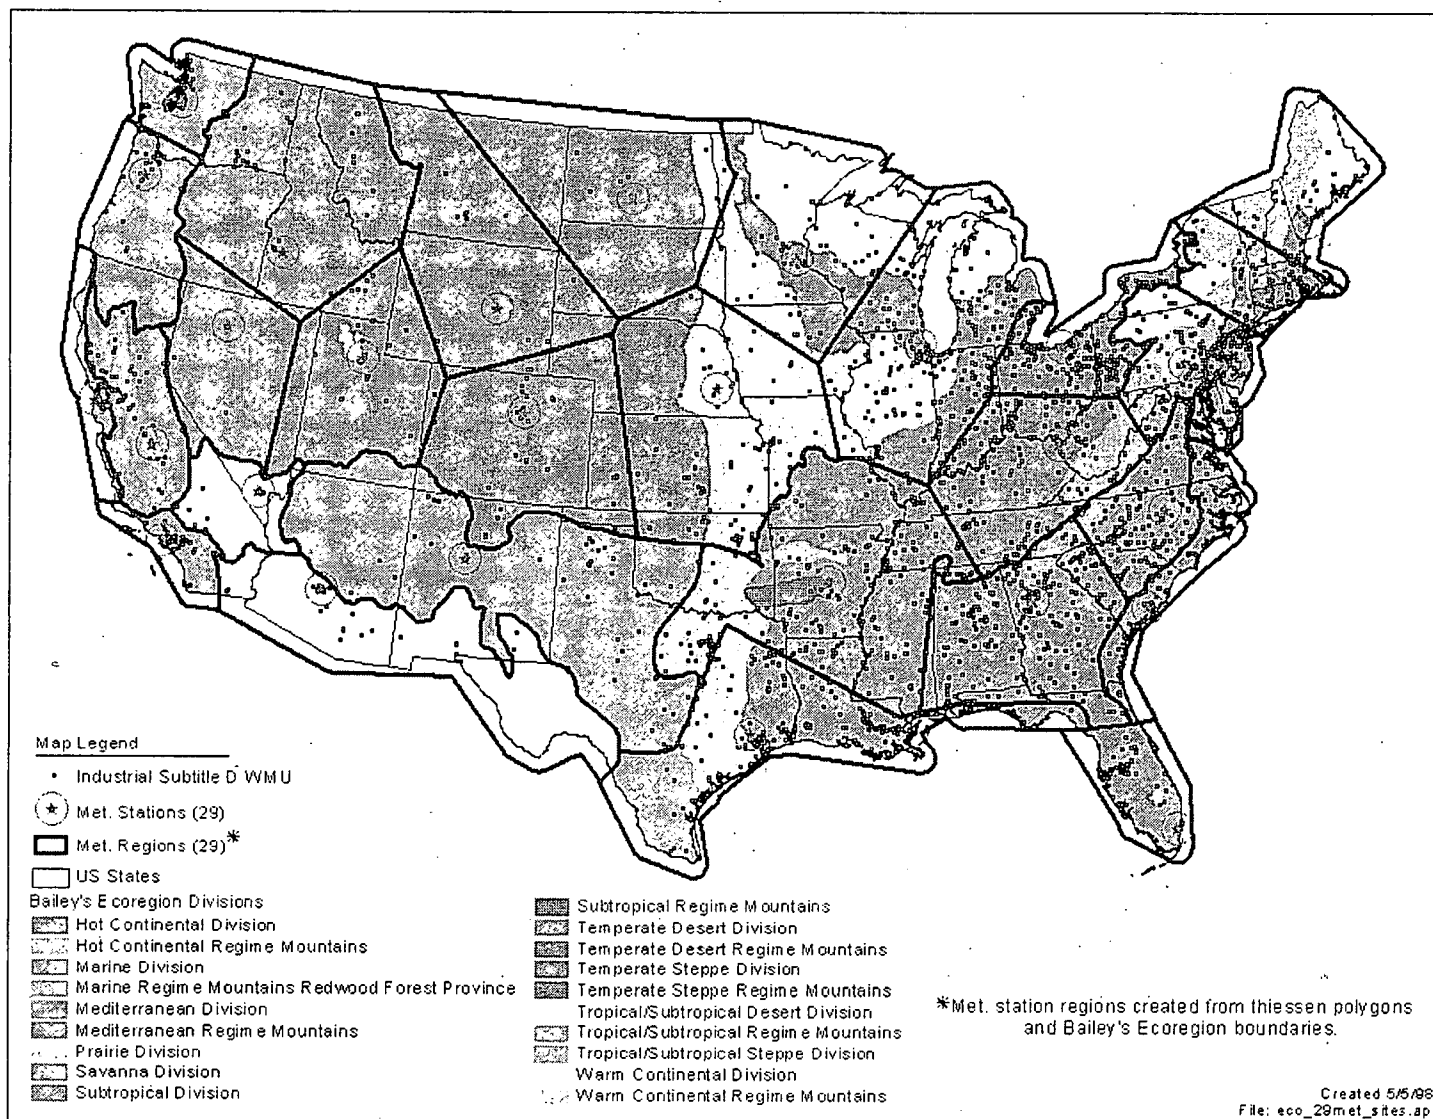 Map Legend
Industrial Subtitle D WMU
Met. Stations (29)
Met. Regions (29)*
US States
Bailey's Ecoregion Divisions
Hot Continental Division
Hot Continental Regime Mountains
Marine Division
Marine Regime Mountains Redwood Forest Province
Mediterranean Division
Mediterranean Regime Mountains
Prairie Division
Savanna Division
Subtropical Division
Subtropical Regime Mountains
Temperate Desert Division
Temperate Desert Regime Mountains
Temperate Steppe Division
Temperate Steppe Regime Mountains
Tropical/Subtropical Desert Division
Tropical/Subtropical Regime Mountains
Tropical/Subtropical Steppe Division
Warm Continental Division
Warm Continental Regime Mountains
*Met. station regions created from thiessen polygons
and Bailey's Ecoregion boundaries.
Created 5/5/98
File: eco_29met_sites.ap